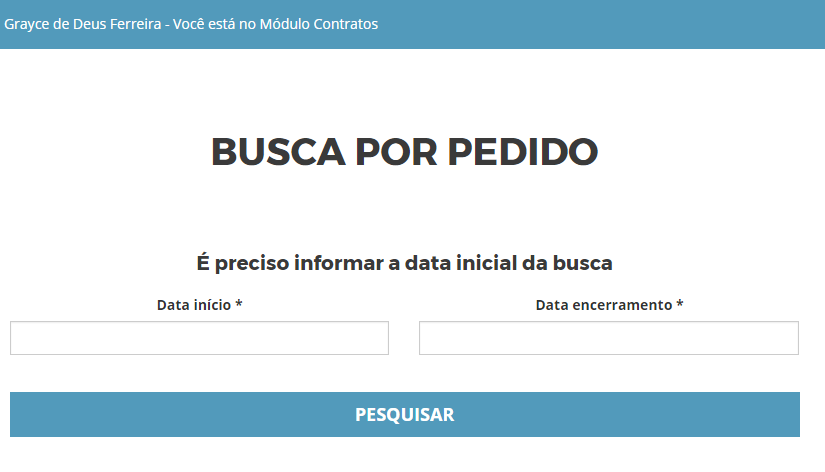 Grayce de Deus Ferreira - Você está no Módulo Contratos
BUSCA POR PEDIDO
É preciso informar a data inicial da busca
Data início *
Data encerramento *
PESQUISAR